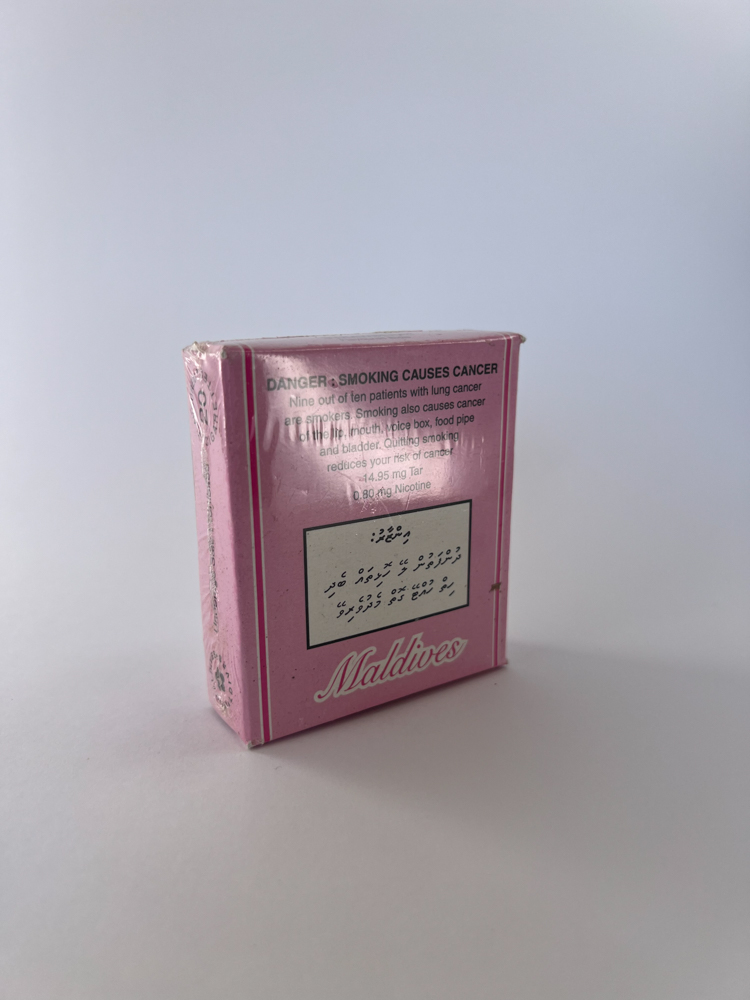 DANGER : SMOKING CAUSES CANCER
Nine out of ten patients with lung cancer
are smokers. Smoking also causes cancer
of the lip, mouth, voice box, food pipe
and bladder. Quitting smoking
reduces your risk of cancer
14.95 mg Tar
0.80 mg Nicotine
އިންޒާރު:
ދުންފަތުން ލޭ ހޮޅިތައް ބެދި
ހިތް ހުއްޓޭ ގޮތް މެދުވެރިވޭ
Maldives
20